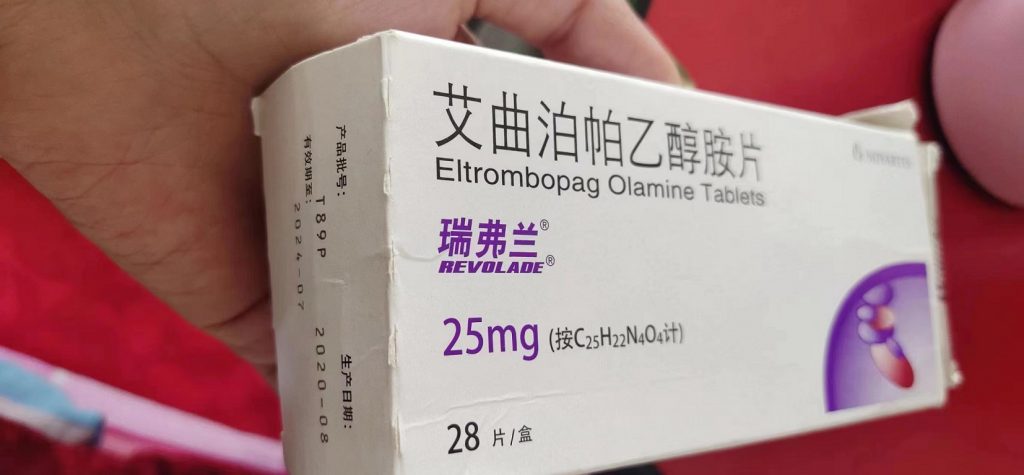 艾曲泊帕乙醇胺片
Eltrombopag Olamine Tablets
NOVARTIS
瑞弗兰®
REVOLADE®
25mg (按C₂₅H₂₂N₄O₄计)
28 片/盒
产品批号: T89P
有效期至: 2024-07
生产日期: 2020-08